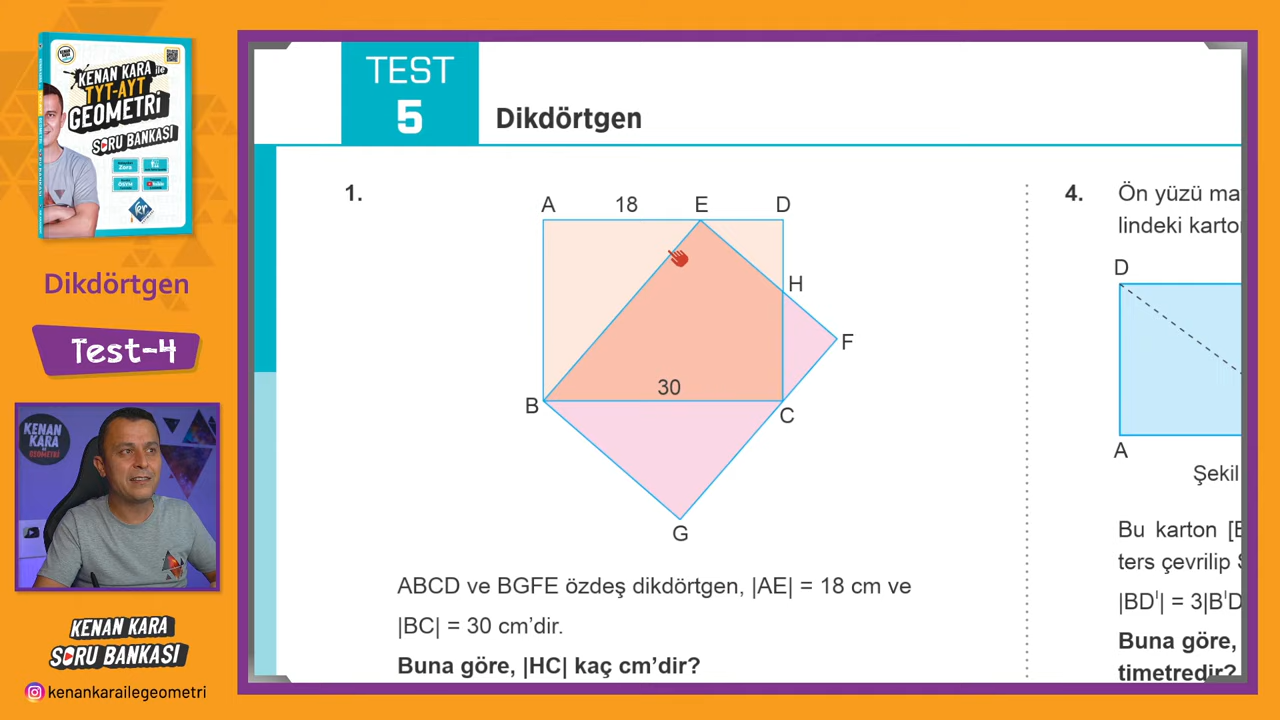 KENAN KARA ile
TYT-AYT
GEOMETRİ
SORU BANKASI
Dikdörtgen
Test-4
KENAN
KARA
GEOMETRİ
KENAN KARA
SORU BANKASI
kenankarailegeometri
TEST
5
Dikdörtgen
1.
A 18 E D
H
F
30
B
C
G
ABCD ve BGFE özdeş dikdörtgen, |AE| = 18 cm ve
|BC| = 30 cm'dir.
Buna göre, |HC| kaç cm'dir?
4.
Ön yüzü ma
lindeki karto
D
A
Şekil
Bu karton [E
ters çevrilip Ş
|BD'| = 3|B'D
Buna göre,
timetredir?